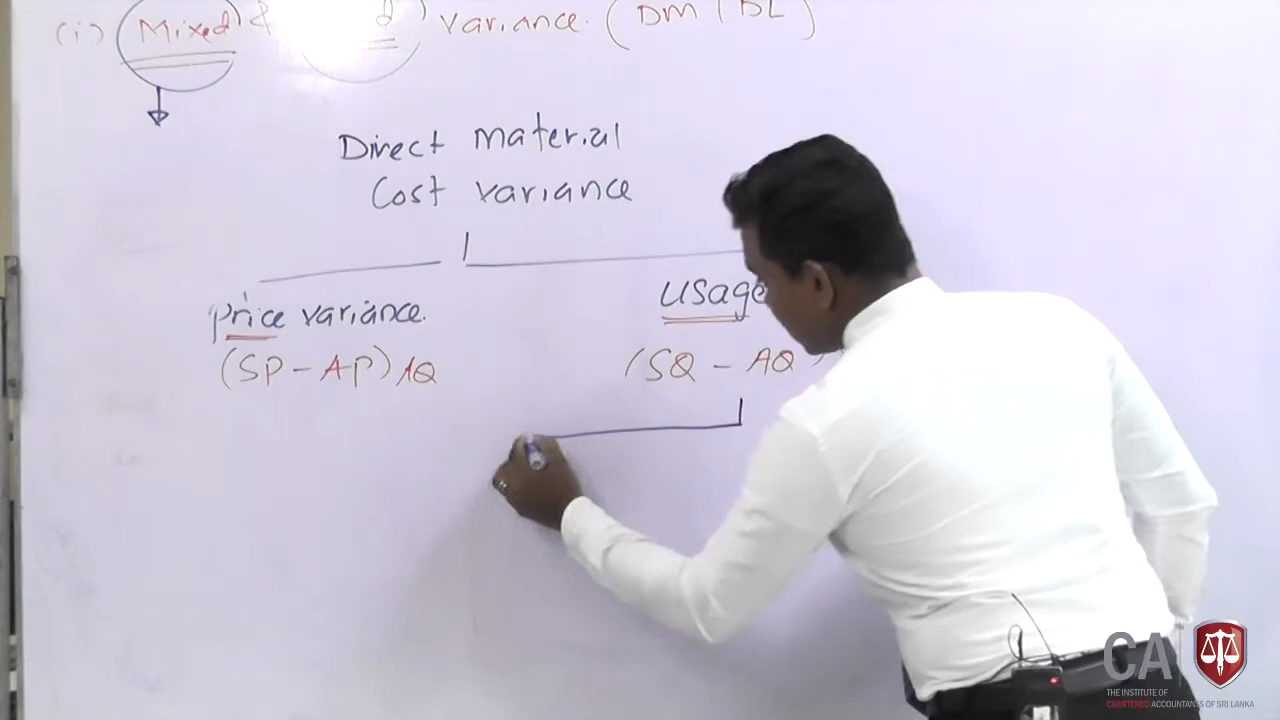 (i) Mixed & d variance. (DM / DL)
Direct material
Cost variance
price variance.
usage
(SP - AP) AQ
(SQ - AQ)
CA
THE INSTITUTE OF
CHARTERED ACCOUNTANTS OF SRI LANKA